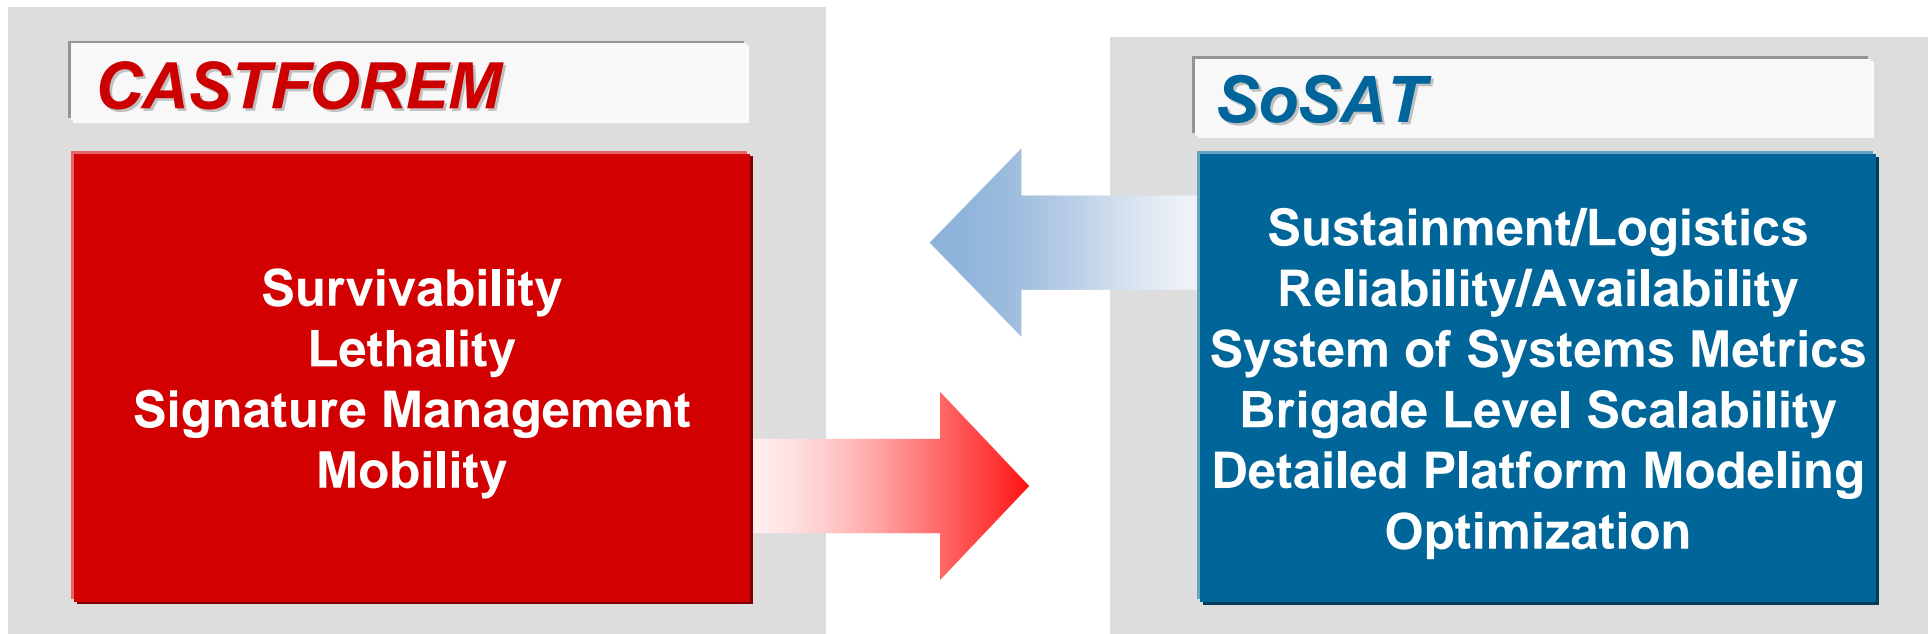 CASTFOREM
Survivability
Lethality
Signature Management
Mobility
SoSAT
Sustainment/Logistics
Reliability/Availability
System of Systems Metrics
Brigade Level Scalability
Detailed Platform Modeling
Optimization